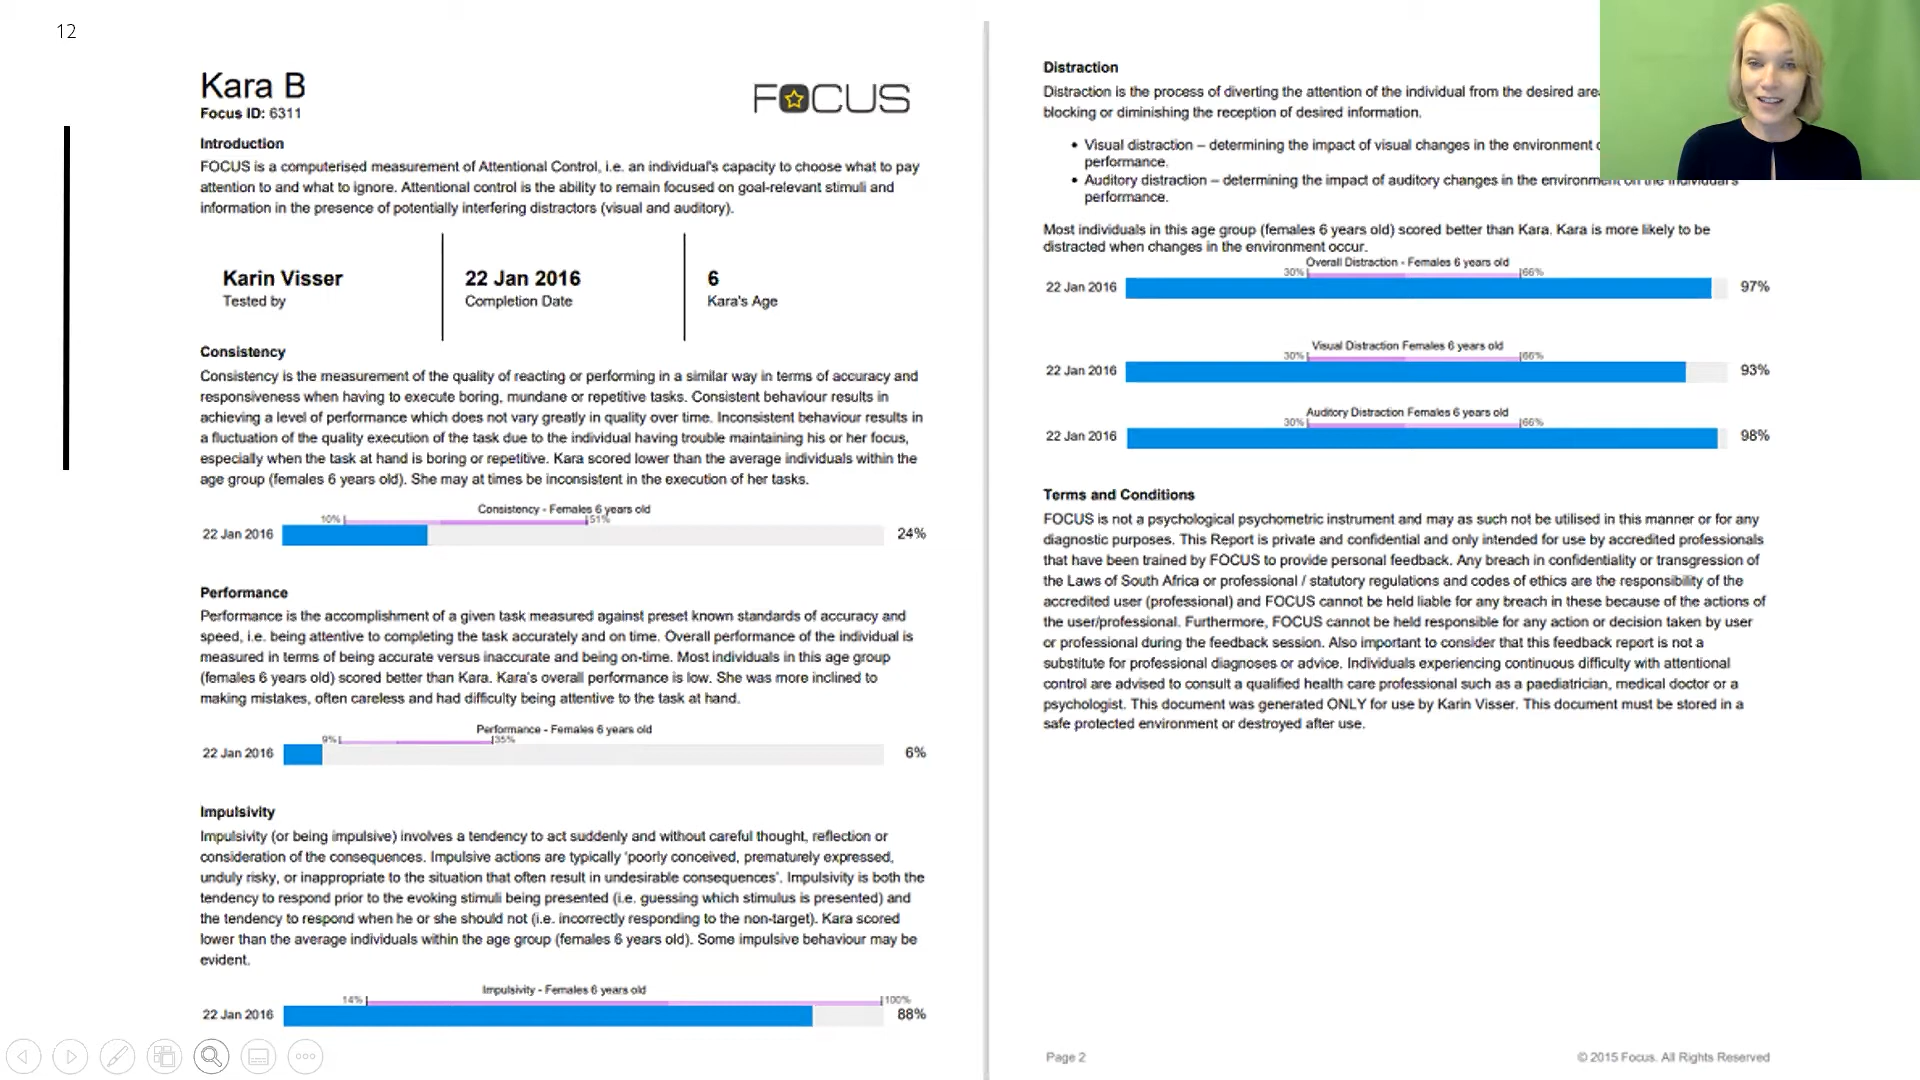 12
Kara B
Focus ID: 6311
FOCUS
Introduction
FOCUS is a computerised measurement of Attentional Control, i.e. an individual's capacity to choose what to pay
attention to and what to ignore. Attentional control is the ability to remain focused on goal-relevant stimuli and
information in the presence of potentially interfering distractors (visual and auditory).
Karin Visser
Tested by
22 Jan 2016
Completion Date
6
Kara's Age
Consistency
Consistency is the measurement of the quality of reacting or performing in a similar way in terms of accuracy and
responsiveness when having to execute boring, mundane or repetitive tasks. Consistent behaviour results in
achieving a level of performance which does not vary greatly in quality over time. Inconsistent behaviour results in
a fluctuation of the quality execution of the task due to the individual having trouble maintaining his or her focus,
especially when the task at hand is boring or repetitive. Kara scored lower than the average individuals within the
age group (females 6 years old). She may at times be inconsistent in the execution of her tasks.
Consistency - Females 6 years old
10% 51%
22 Jan 2016 24%
Performance
Performance is the accomplishment of a given task measured against preset known standards of accuracy and
speed, i.e. being attentive to completing the task accurately and on time. Overall performance of the individual is
measured in terms of being accurate versus inaccurate and being on-time. Most individuals in this age group
(females 6 years old) scored better than Kara. Kara's overall performance is low. She was more inclined to
making mistakes, often careless and had difficulty being attentive to the task at hand.
Performance - Females 6 years old
9% 35%
22 Jan 2016 6%
Impulsivity
Impulsivity (or being impulsive) involves a tendency to act suddenly and without careful thought, reflection or
consideration of the consequences. Impulsive actions are typically 'poorly conceived, prematurely expressed,
unduly risky, or inappropriate to the situation that often result in undesirable consequences'. Impulsivity is both the
tendency to respond prior to the evoking stimuli being presented (i.e. guessing which stimulus is presented) and
the tendency to respond when he or she should not (i.e. incorrectly responding to the non-target). Kara scored
lower than the average individuals within the age group (females 6 years old). Some impulsive behaviour may be
evident.
Impulsivity - Females 6 years old
14% 100%
22 Jan 2016 88%
Distraction
Distraction is the process of diverting the attention of the individual from the desired
blocking or diminishing the reception of desired information.
• Visual distraction – determining the impact of visual changes in the environment
performance.
• Auditory distraction – determining the impact of auditory changes in the environment on the individual's
performance.
Most individuals in this age group (females 6 years old) scored better than Kara. Kara is more likely to be
distracted when changes in the environment occur.
Overall Distraction - Females 6 years old
30% 66%
22 Jan 2016 97%
Visual Distraction Females 6 years old
30% 66%
22 Jan 2016 93%
Auditory Distraction Females 6 years old
30% 66%
22 Jan 2016 98%
Terms and Conditions
FOCUS is not a psychological psychometric instrument and may as such not be utilised in this manner or for any
diagnostic purposes. This Report is private and confidential and only intended for use by accredited professionals
that have been trained by FOCUS to provide personal feedback. Any breach in confidentiality or transgression of
the Laws of South Africa or professional / statutory regulations and codes of ethics are the responsibility of the
accredited user (professional) and FOCUS cannot be held liable for any breach in these because of the actions of
the user/professional. Furthermore, FOCUS cannot be held responsible for any action or decision taken by user
or professional during the feedback session. Also important to consider that this feedback report is not a
substitute for professional diagnoses or advice. Individuals experiencing continuous difficulty with attentional
control are advised to consult a qualified health care professional such as a paediatrician, medical doctor or a
psychologist. This document was generated ONLY for use by Karin Visser. This document must be stored in a
safe protected environment or destroyed after use.
Page 2
© 2015 Focus. All Rights Reserved